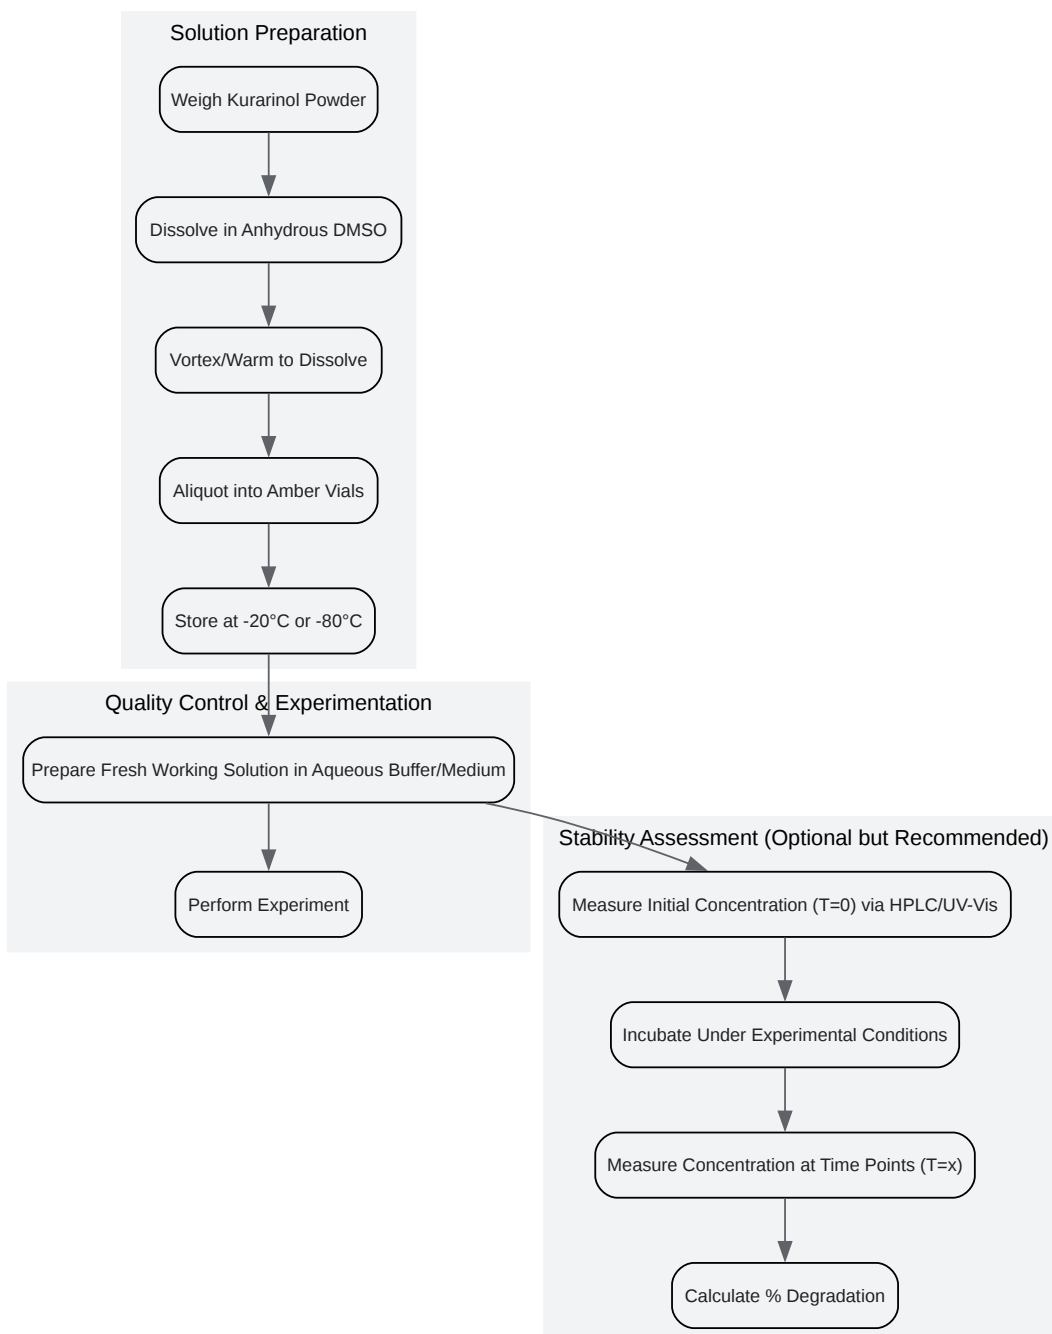 Solution Preparation
Weigh Kurarinol Powder
Dissolve in Anhydrous DMSO
Vortex/Warm to Dissolve
Aliquot into Amber Vials
Store at -20°C or -80°C
Quality Control & Experimentation
Prepare Fresh Working Solution in Aqueous Buffer/Medium
Perform Experiment
Stability Assessment (Optional but Recommended)
Measure Initial Concentration (T=0) via HPLC/UV-Vis
Incubate Under Experimental Conditions
Measure Concentration at Time Points (T=x)
Calculate % Degradation